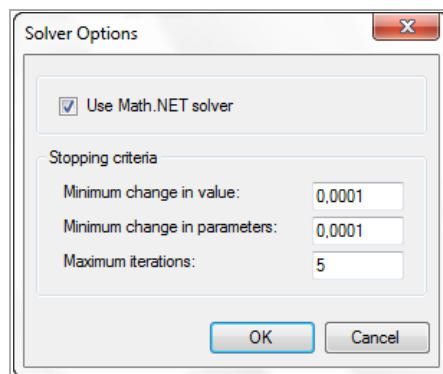 Solver Options
Use Math.NET solver
Stopping criteria
Minimum change in value: 0,0001
Minimum change in parameters: 0,0001
Maximum iterations: 5
OK Cancel